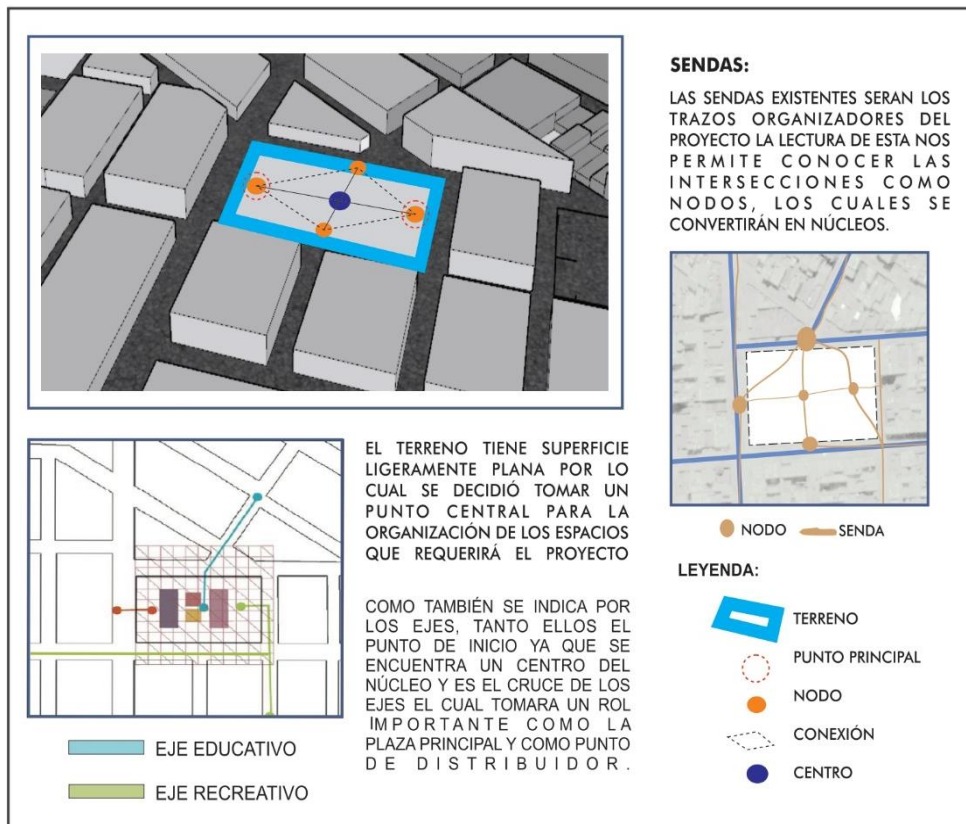 SENDAS:
LAS SENDAS EXISTENTES SERAN LOS
TRAZOS ORGANIZADORES DEL
PROYECTO LA LECTURA DE ESTA NOS
PERMITE CONOCER LAS
INTERSECCIONES COMO
NODOS, LOS CUALES SE
CONVERTIRÁN EN NÚCLEOS.
NODO
SENDA
EL TERRENO TIENE SUPERFICIE
LIGERAMENTE PLANA POR LO
CUAL SE DECIDIÓ TOMAR UN
PUNTO CENTRAL PARA LA
ORGANIZACIÓN DE LOS ESPACIOS
QUE REQUERIRÁ EL PROYECTO
COMO TAMBIÉN SE INDICA POR
LOS EJES, TANTO ELLOS EL
PUNTO DE INICIO YA QUE SE
ENCUENTRA UN CENTRO DEL
NÚCLEO Y ES EL CRUCE DE LOS
EJES EL CUAL TOMARA UN ROL
IMPORTANTE COMO LA
PLAZA PRINCIPAL Y COMO PUNTO
DE DISTRIBUIDOR.
EJE EDUCATIVO
EJE RECREATIVO
LEYENDA:
TERRENO
PUNTO PRINCIPAL
NODO
CONEXIÓN
CENTRO